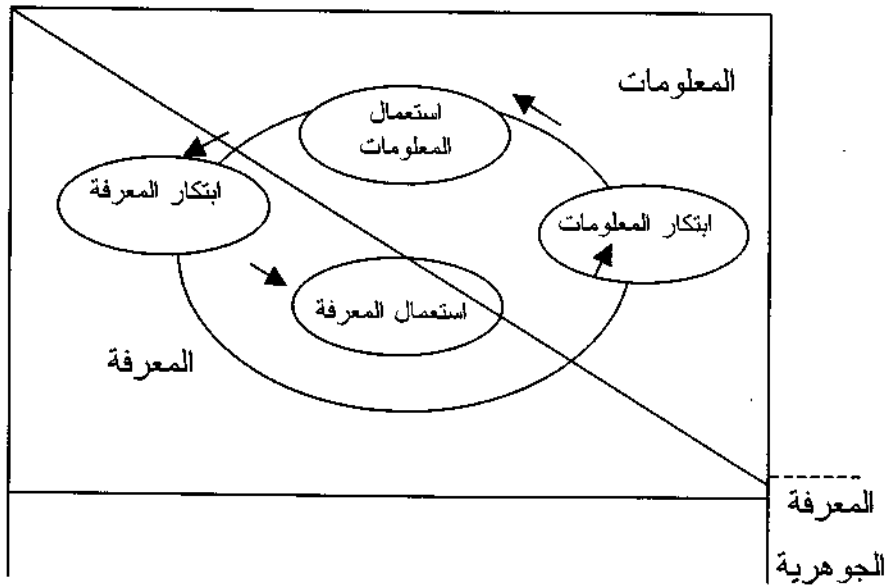 المعلومات
استعمال
المعلومات
ابتكار المعرفة
ابتكار المعلومات
استعمال المعرفة
المعرفة
المعرفة
الجوهرية